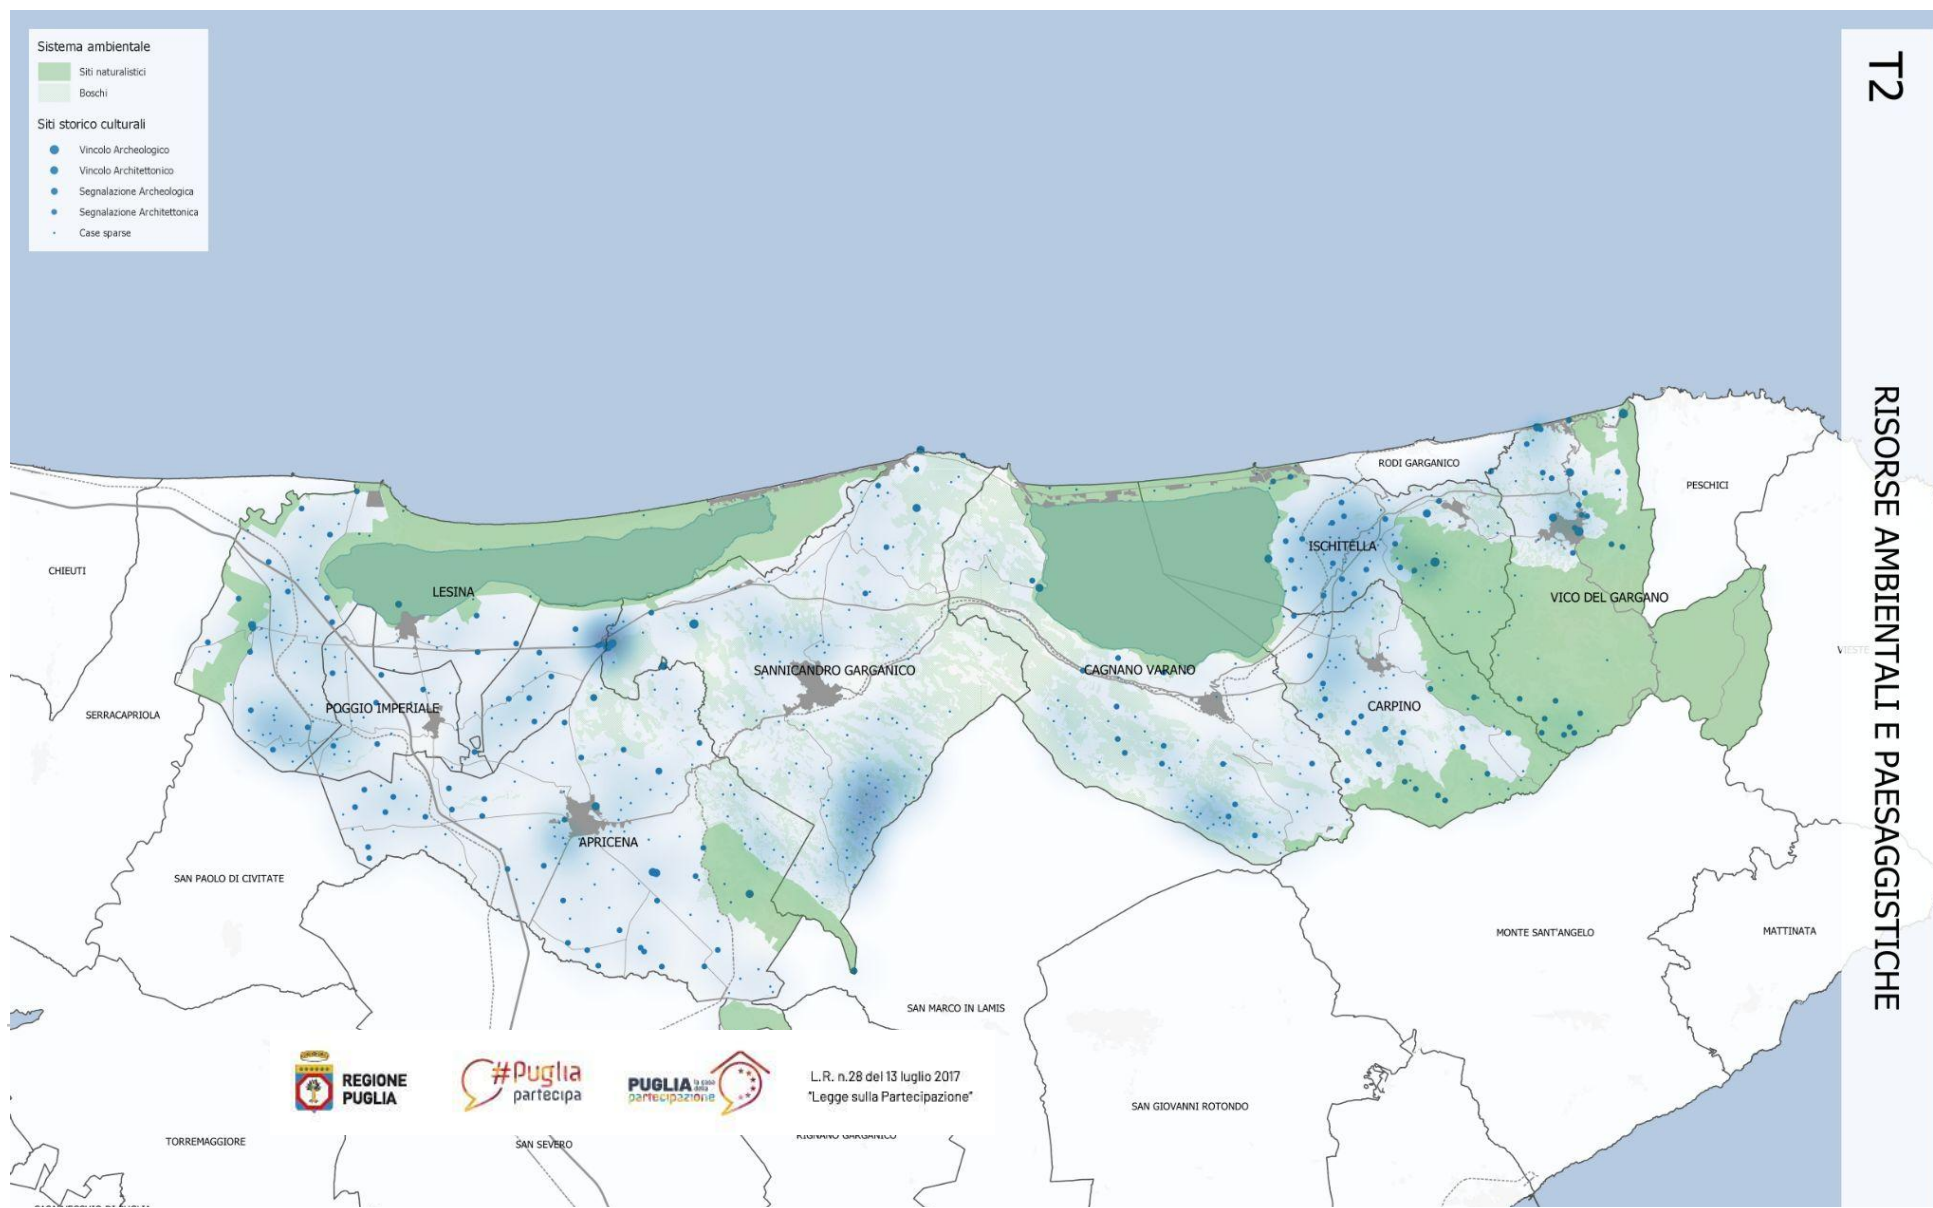 Sistema ambientale
Siti naturalistici
Boschi
Siti storico culturali
Vincolo Archeologico
Vincolo Architettonico
Segnalazione Archeologica
Segnalazione Architettonica
Case sparse
T2
RISORSE AMBIENTALI E PAESAGGISTICHE
RODI GARGANICO
PESCHICI
ISCHITELLA
CHIEUTI
LESINA
VICO DEL GARGANO
VIESTE
SANNICANDRO GARGANICO
CAGNANO VARANO
POGGIO IMPERIALE
CARPINO
SERRACAPRIOLA
APRICENA
SAN PAOLO DI CIVITATE
MONTE SANT'ANGELO
MATTINATA
SAN MARCO IN LAMIS
REGIONE
PUGLIA
#Puglia
partecipa
PUGLIA la casa
della
partecipazione
L.R. n.28 del 13 luglio 2017
"Legge sulla Partecipazione"
SAN GIOVANNI ROTONDO
RIGNANO GARGANICO
TORREMAGGIORE
SAN SEVERO